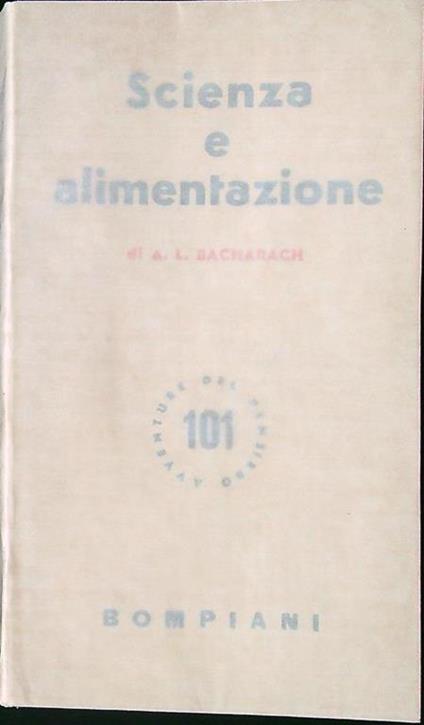 Scienza
e
alimentazione
di A. L. BACHARACH
AVVENTURE DEL PENSIERO
101
BOMPIANI